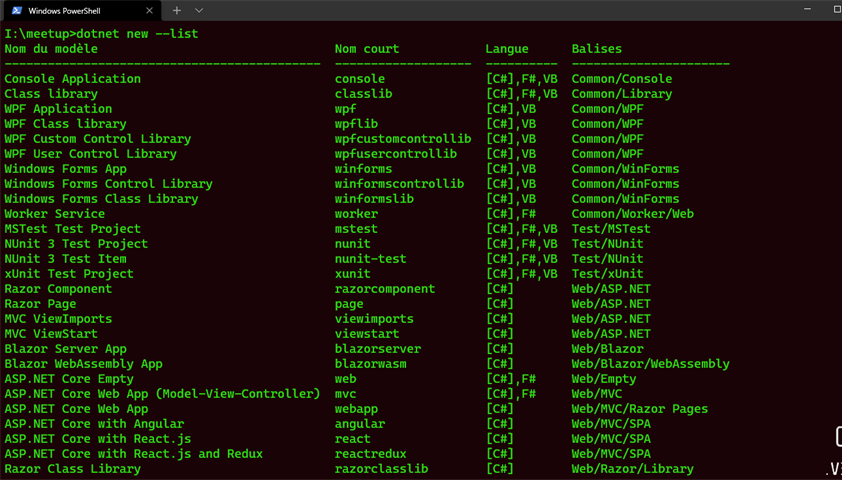 Windows PowerShell
I:\meetup>dotnet new --list
Nom du modèle Nom court Langue Balises
Console Application console [C#],F#,VB Common/Console
Class library classlib [C#],F#,VB Common/Library
WPF Application wpf [C#],VB Common/WPF
WPF Class library wpflib [C#],VB Common/WPF
WPF Custom Control Library wpfcustomcontrollib [C#],VB Common/WPF
WPF User Control Library wpfusercontrollib [C#],VB Common/WPF
Windows Forms App winforms [C#],VB Common/WinForms
Windows Forms Control Library winformscontrollib [C#],VB Common/WinForms
Windows Forms Class Library winformslib [C#],VB Common/WinForms
Worker Service worker [C#],F# Common/Worker/Web
MSTest Test Project mstest [C#],F#,VB Test/MSTest
NUnit 3 Test Project nunit [C#],F#,VB Test/NUnit
NUnit 3 Test Item nunit-test [C#],F#,VB Test/NUnit
xUnit Test Project xunit [C#],F#,VB Test/xUnit
Razor Component razorcomponent [C#] Web/ASP.NET
Razor Page page [C#] Web/ASP.NET
MVC ViewImports viewimports [C#] Web/ASP.NET
MVC ViewStart viewstart [C#] Web/ASP.NET
Blazor Server App blazorserver [C#] Web/Blazor
Blazor WebAssembly App blazorwasm [C#] Web/Blazor/WebAssembly
ASP.NET Core Empty web [C#],F# Web/Empty
ASP.NET Core Web App (Model-View-Controller) mvc [C#],F# Web/MVC
ASP.NET Core Web App webapp [C#] Web/MVC/Razor Pages
ASP.NET Core with Angular angular [C#] Web/MVC/SPA
ASP.NET Core with React.js react [C#] Web/MVC/SPA
ASP.NET Core with React.js and Redux reactredux [C#] Web/MVC/SPA
Razor Class Library razorclasslib [C#] Web/Razor/Library